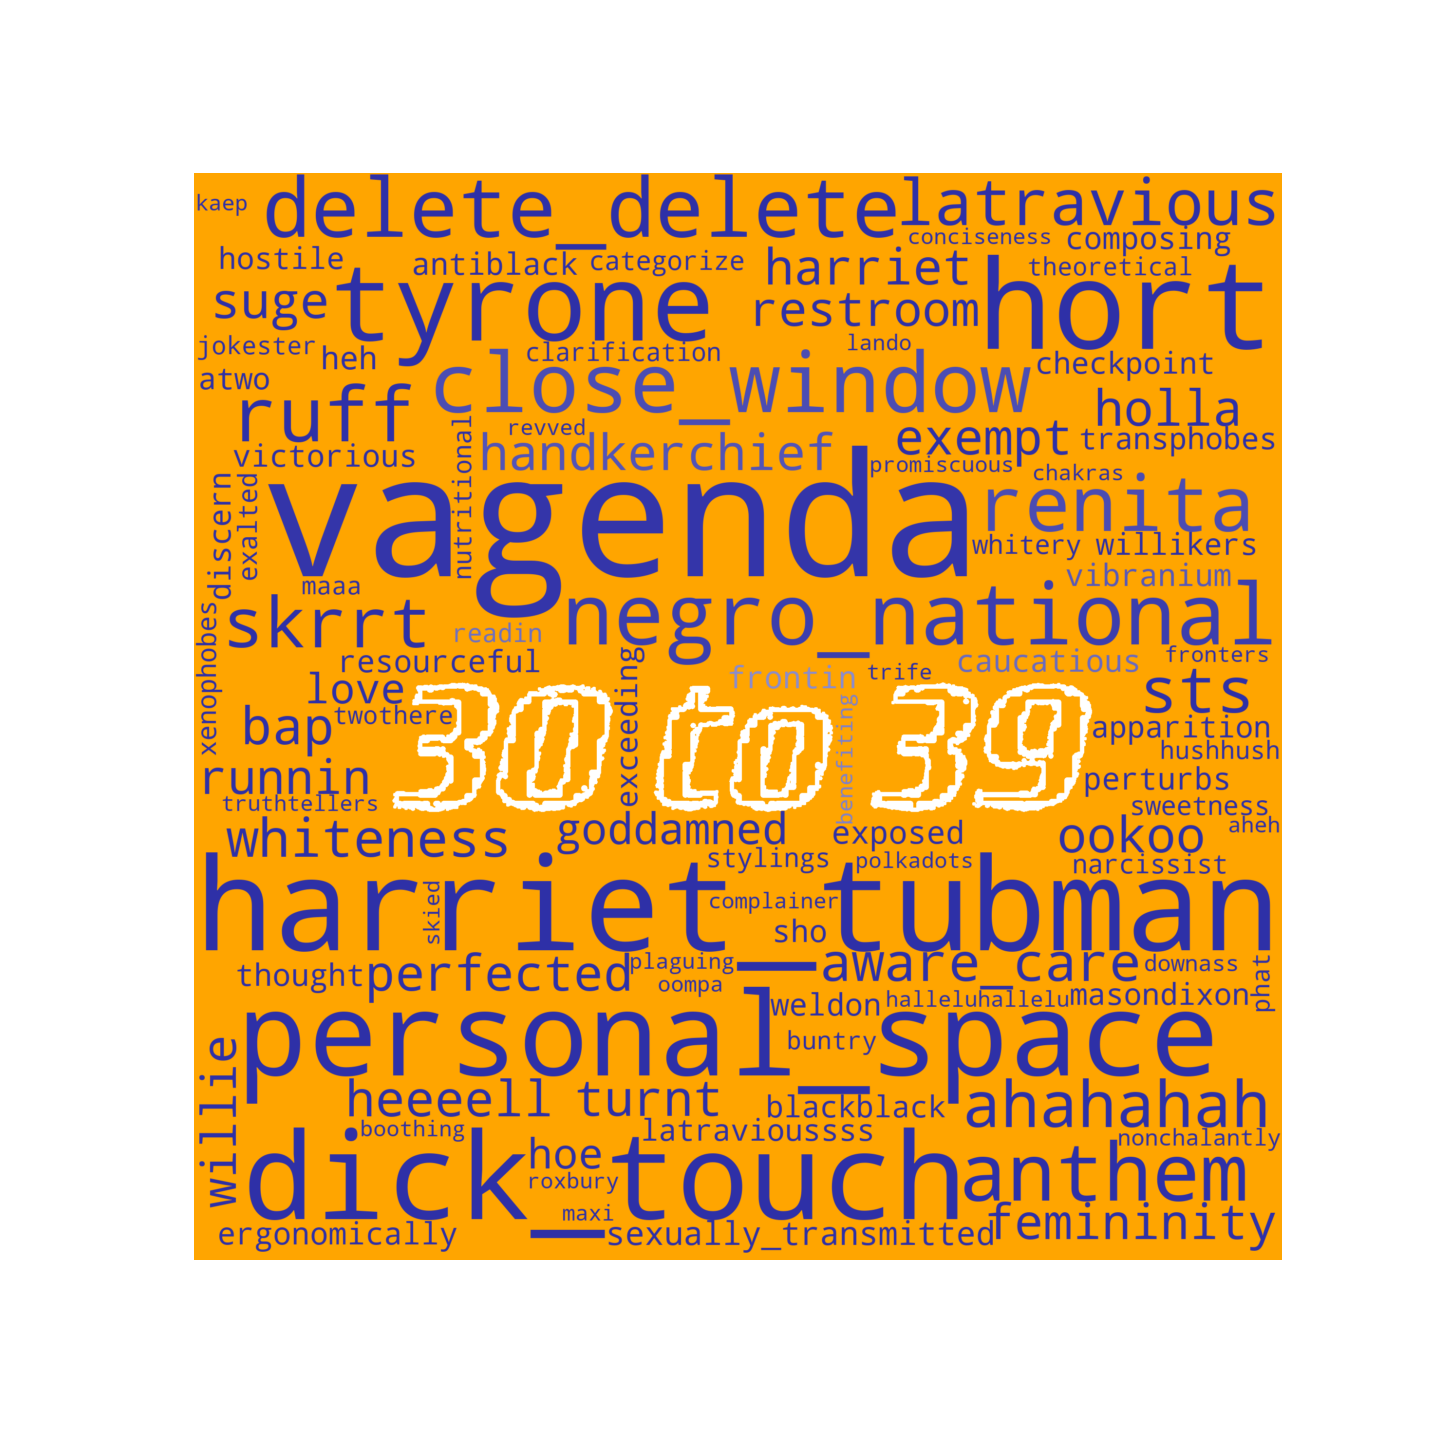 kaep
delete_delete
latravious
conciseness
composing
hostile
antiblack
categorize
harriet
theoretical
suge
tyrone
restroom
hort
jokester
heh
clarification
lando
checkpoint
atwo
close_window
ruff
revved
holla
exempt
transphobes
victorious
nutritional
handkerchief
promiscuous
chakras
discern
exalted
vagenda
renita
whitery
willikers
maaa
vibranium
xenophobes
skrrt
readin
negro_national
resourceful
exceeding
frontin
trife
caucatious
fronters
love
30 to 39
sts
bap
twothere
benefiting
apparition
hushhush
runnin
perturbs
truthtellers
sweetness
whiteness
goddamned
exposed
ookoo
aheh
stylings
polkadots
narcissist
harriet_tubman
skied
complainer
sho
thought
perfected
plaguing
aware_care
downass
phat
oompa
weldon
halleluhallelu
masondixon
personal_space
buntry
willie
heeeell
turnt
blackblack
ahahahah
boothing
latravioussss
nonchalantly
dick_touch
hoe
roxbury
anthem
maxi
ergonomically
sexually_transmitted
femininity